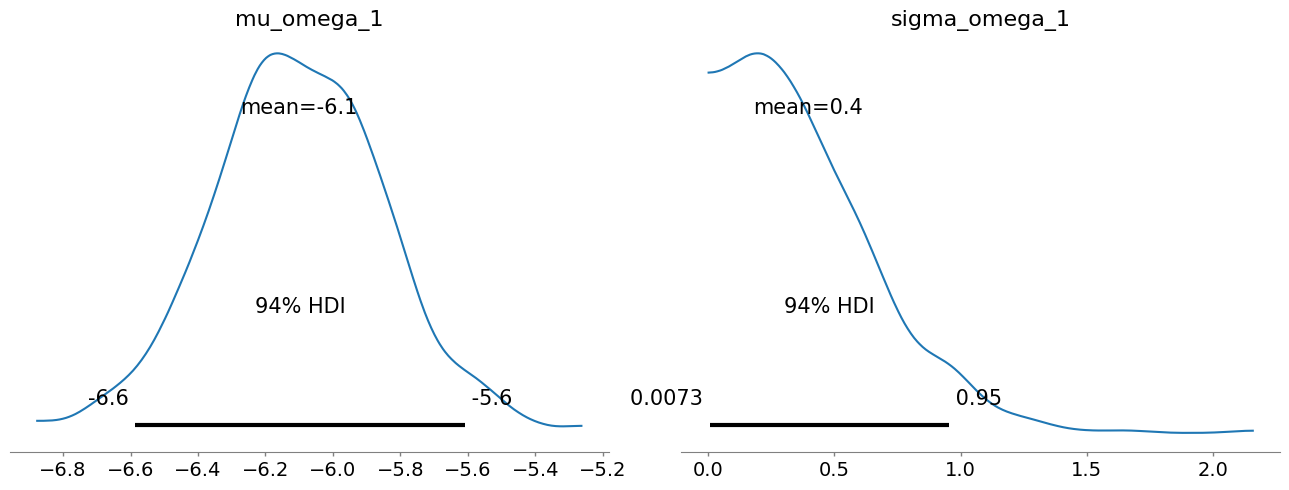 mu_omega_1
mean=-6.1
94% HDI
-6.6
-5.6
−6.8 −6.6 −6.4 −6.2 −6.0 −5.8 −5.6 −5.4 −5.2
sigma_omega_1
mean=0.4
94% HDI
0.0073
0.95
0.0 0.5 1.0 1.5 2.0